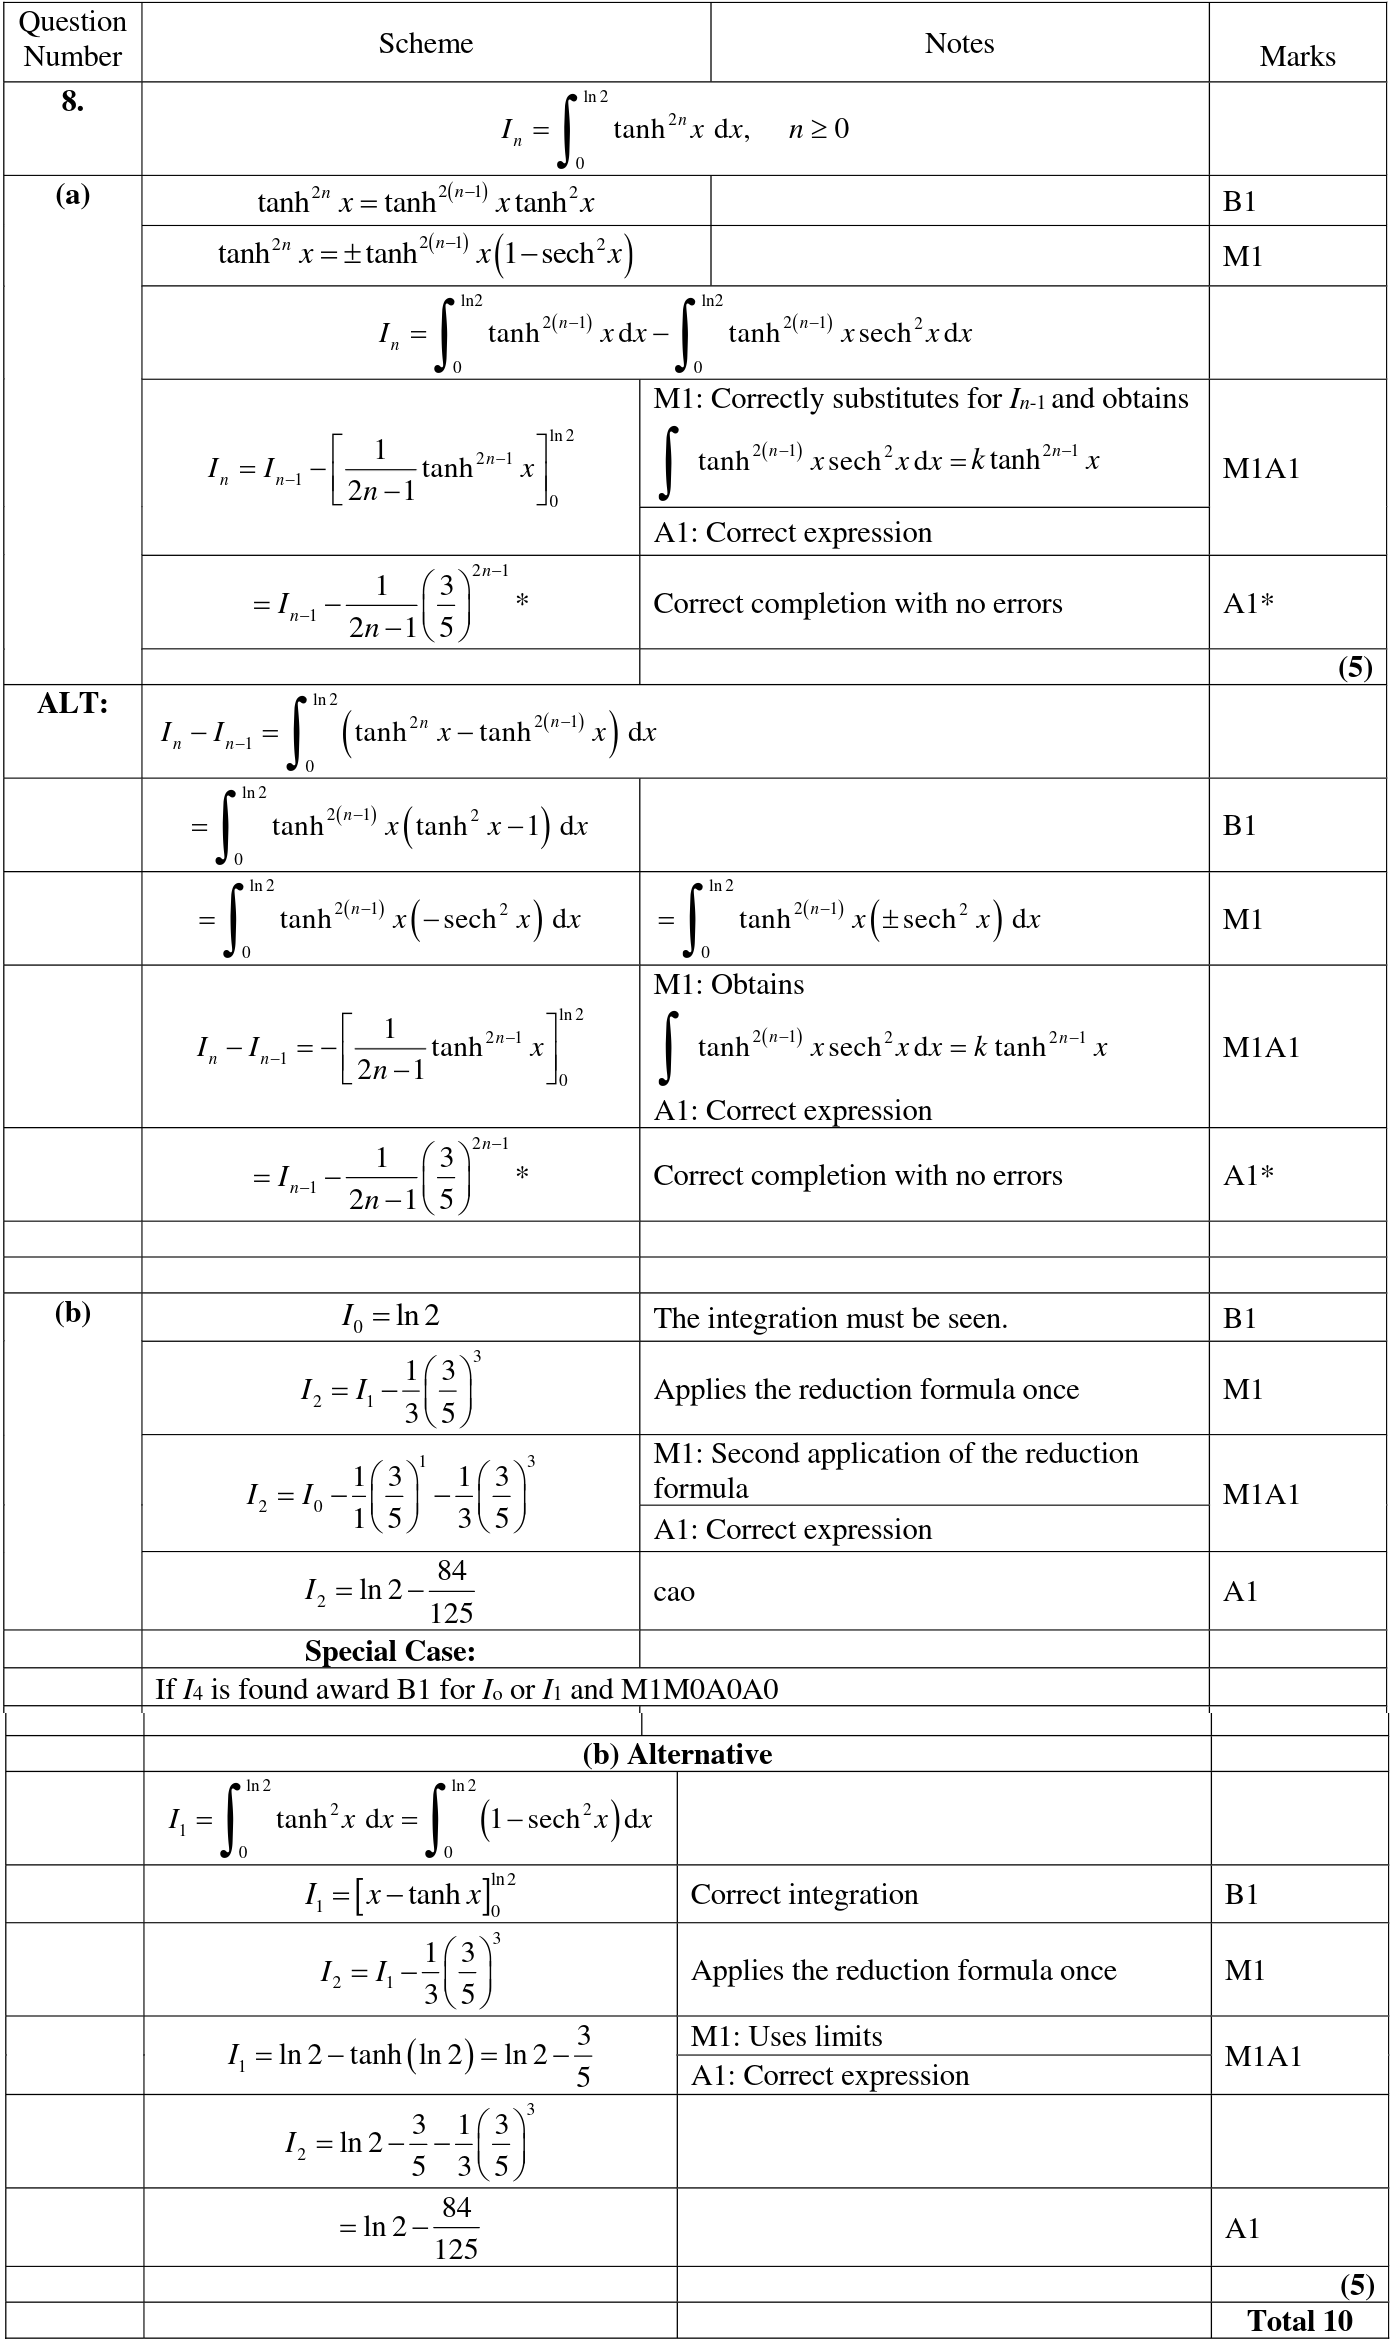 Question Number | Scheme | Notes | Marks
8. | $I_n = \int_0^{\ln 2} \tanh^{2n} x \, \mathrm{d}x, \quad n \geq 0$
(a) | $\tanh^{2n} x = \tanh^{2(n-1)} x \tanh^2 x$ | B1
$\tanh^{2n} x = \pm \tanh^{2(n-1)} x \left(1 - \operatorname{sech}^2 x\right)$ | M1
$I_n = \int_0^{\ln 2} \tanh^{2(n-1)} x \, \mathrm{d}x - \int_0^{\ln 2} \tanh^{2(n-1)} x \operatorname{sech}^2 x \, \mathrm{d}x$
$I_n = I_{n-1} - \left[\frac{1}{2n-1} \tanh^{2n-1} x\right]_0^{\ln 2}$ | M1: Correctly substitutes for $I_{n-1}$ and obtains | M1A1
$\int \tanh^{2(n-1)} x \operatorname{sech}^2 x \, \mathrm{d}x = k \tanh^{2n-1} x$
A1: Correct expression
$= I_{n-1} - \frac{1}{2n-1} \left(\frac{3}{5}\right)^{2n-1} *$ | Correct completion with no errors | A1*
(5)
ALT: | $I_n - I_{n-1} = \int_0^{\ln 2} \left(\tanh^{2n} x - \tanh^{2(n-1)} x\right) \mathrm{d}x$
$= \int_0^{\ln 2} \tanh^{2(n-1)} x \left(\tanh^2 x - 1\right) \mathrm{d}x$ | B1
$= \int_0^{\ln 2} \tanh^{2(n-1)} x \left(-\operatorname{sech}^2 x\right) \mathrm{d}x$ | $= \int_0^{\ln 2} \tanh^{2(n-1)} x \left(\pm \operatorname{sech}^2 x\right) \mathrm{d}x$ | M1
$I_n - I_{n-1} = -\left[\frac{1}{2n-1} \tanh^{2n-1} x\right]_0^{\ln 2}$ | M1: Obtains | M1A1
$\int \tanh^{2(n-1)} x \operatorname{sech}^2 x \, \mathrm{d}x = k \tanh^{2n-1} x$
A1: Correct expression
$= I_{n-1} - \frac{1}{2n-1} \left(\frac{3}{5}\right)^{2n-1} *$ | Correct completion with no errors | A1*
(b) | $I_0 = \ln 2$ | The integration must be seen. | B1
$I_2 = I_1 - \frac{1}{3} \left(\frac{3}{5}\right)^3$ | Applies the reduction formula once | M1
$I_2 = I_0 - \frac{1}{1} \left(\frac{3}{5}\right)^1 - \frac{1}{3} \left(\frac{3}{5}\right)^3$ | M1: Second application of the reduction formula | M1A1
A1: Correct expression
$I_2 = \ln 2 - \frac{84}{125}$ | cao | A1
Special Case:
If $I_4$ is found award B1 for $I_o$ or $I_1$ and M1M0A0A0
(b) Alternative
$I_1 = \int_0^{\ln 2} \tanh^2 x \, \mathrm{d}x = \int_0^{\ln 2} \left(1 - \operatorname{sech}^2 x\right) \mathrm{d}x$
$I_1 = \left[x - \tanh x\right]_0^{\ln 2}$ | Correct integration | B1
$I_2 = I_1 - \frac{1}{3} \left(\frac{3}{5}\right)^3$ | Applies the reduction formula once | M1
$I_1 = \ln 2 - \tanh(\ln 2) = \ln 2 - \frac{3}{5}$ | M1: Uses limits | M1A1
A1: Correct expression
$I_2 = \ln 2 - \frac{3}{5} - \frac{1}{3} \left(\frac{3}{5}\right)^3$
$= \ln 2 - \frac{84}{125}$ | A1
(5)
Total 10